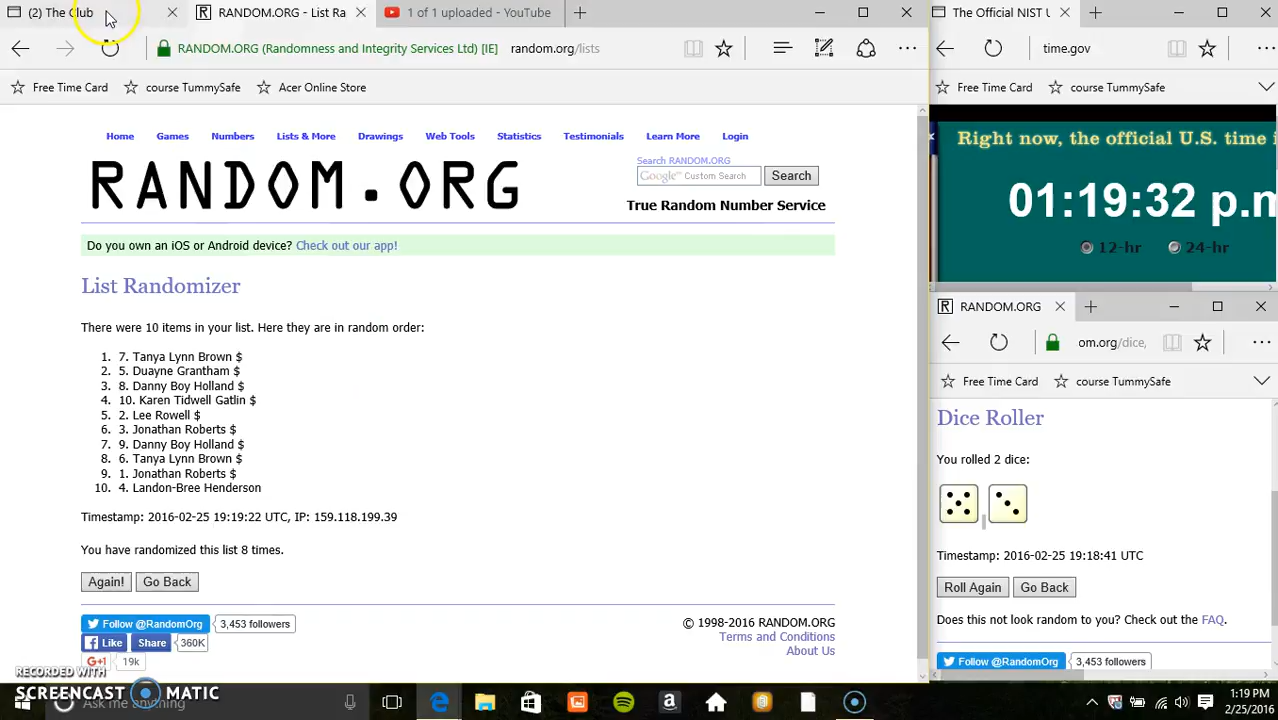 (2) The Club
RANDOM.ORG - List Ra
1 of 1 uploaded - YouTube
RANDOM.ORG (Randomness and Integrity Services Ltd) [IE]
random.org/lists
Free Time Card
course TummySafe
Acer Online Store
Home
Games
Numbers
Lists & More
Drawings
Web Tools
Statistics
Testimonials
Learn More
Login
RANDOM.ORG
Search RANDOM.ORG
Google™ Custom Search
Search
True Random Number Service
Do you own an iOS or Android device? Check out our app!
List Randomizer
There were 10 items in your list. Here they are in random order:
1. 7. Tanya Lynn Brown $
2. 5. Duayne Grantham $
3. 8. Danny Boy Holland $
4. 10. Karen Tidwell Gatlin $
5. 2. Lee Rowell $
6. 3. Jonathan Roberts $
7. 9. Danny Boy Holland $
8. 6. Tanya Lynn Brown $
9. 1. Jonathan Roberts $
10. 4. Landon-Bree Henderson
Timestamp: 2016-02-25 19:19:22 UTC, IP: 159.118.199.39
You have randomized this list 8 times.
Again!
Go Back
Follow @RandomOrg
3,453 followers
Like
Share
360K
G+1
19k
© 1998-2016 RANDOM.ORG
Terms and Conditions
About Us
The Official NIST U
time.gov
Free Time Card
course TummySafe
Right now, the official U.S. time i
01:19:32 p.m
12-hr
24-hr
RANDOM.ORG
om.org/dice,
Free Time Card
course TummySafe
Dice Roller
You rolled 2 dice:
Timestamp: 2016-02-25 19:18:41 UTC
Roll Again
Go Back
Does this not look random to you? Check out the FAQ.
Follow @RandomOrg
3,453 followers
RECORDED WITH
SCREENCAST MATIC
Ask me anything
1:19 PM
2/25/2016